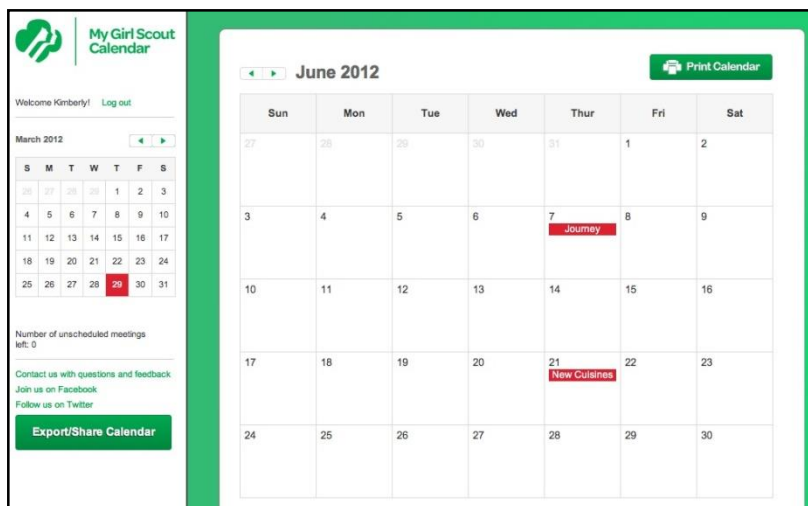 My Girl Scout
Calendar
Welcome Kimberly! Log out
March 2012
S M T W T F S
26 27 28 29 1 2 3
4 5 6 7 8 9 10
11 12 13 14 15 16 17
18 19 20 21 22 23 24
25 26 27 28 29 30 31
Number of unscheduled meetings
left: 0
Contact us with questions and feedback
Join us on Facebook
Follow us on Twitter
Export/Share Calendar
June 2012
Print Calendar
Sun Mon Tue Wed Thur Fri Sat
27 28 29 30 31 1 2
3 4 5 6 7 8 9
Journey
10 11 12 13 14 15 16
17 18 19 20 21 22 23
New Cuisines
24 25 26 27 28 29 30